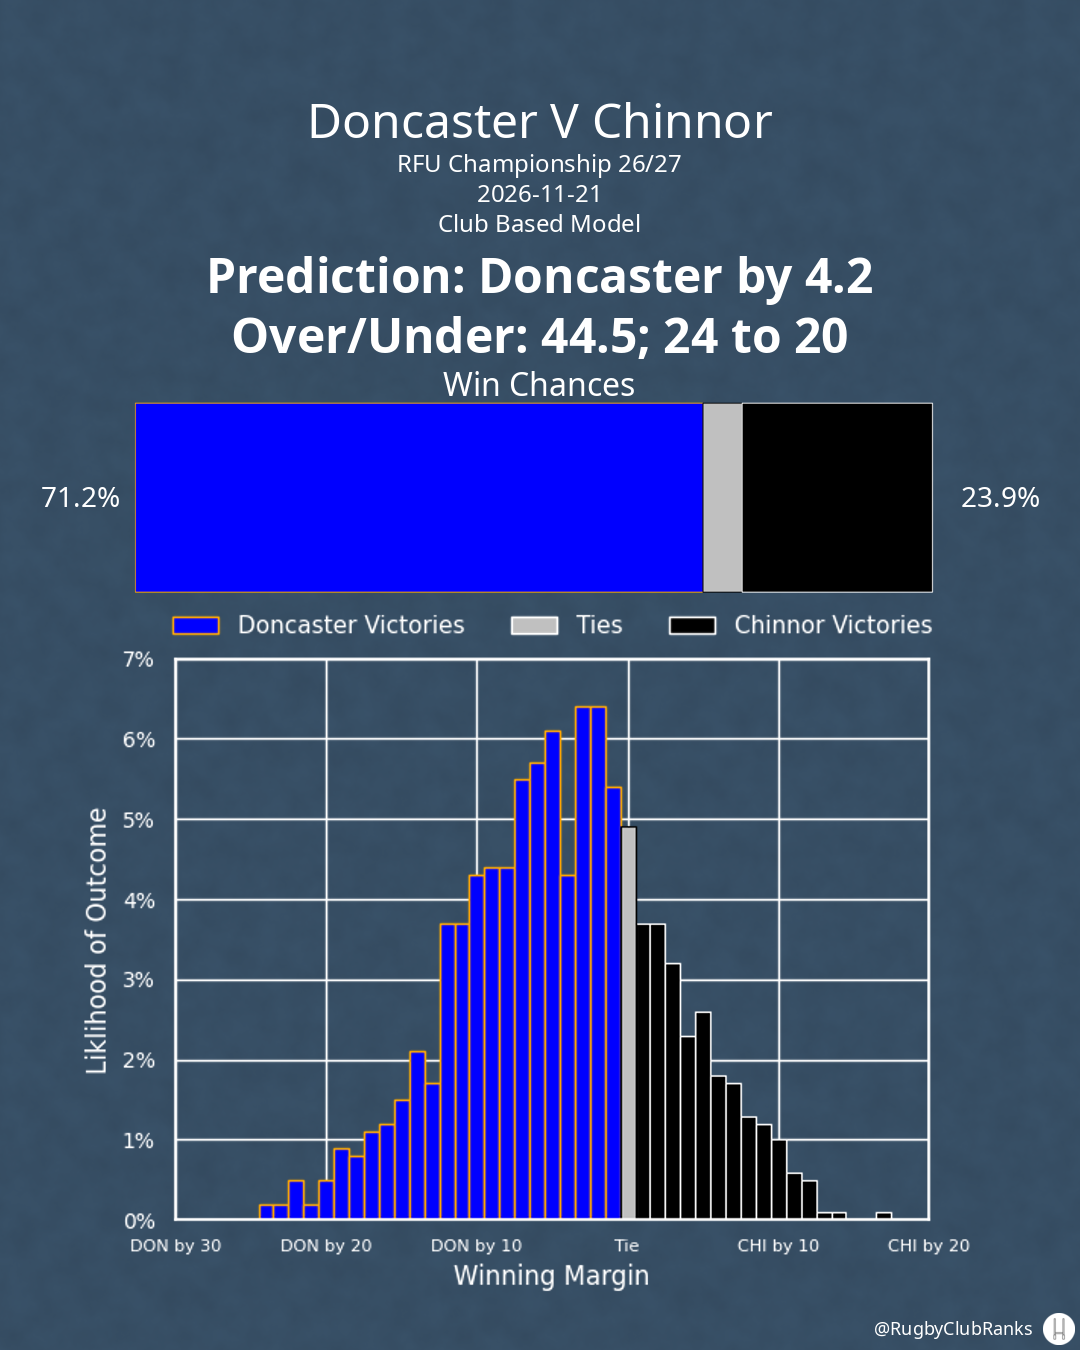 Doncaster V Chinnor
RFU Championship 26/27
2026-11-21
Club Based Model
Prediction: Doncaster by 4.2
Over/Under: 44.5; 24 to 20
Win Chances
71.2%
23.9%
Doncaster Victories
Ties
Chinnor Victories
7%
6%
5%
4%
3%
2%
1%
0%
Liklihood of Outcome
DON by 30
DON by 20
DON by 10
Tie
CHI by 10
CHI by 20
Winning Margin
@RugbyClubRanks